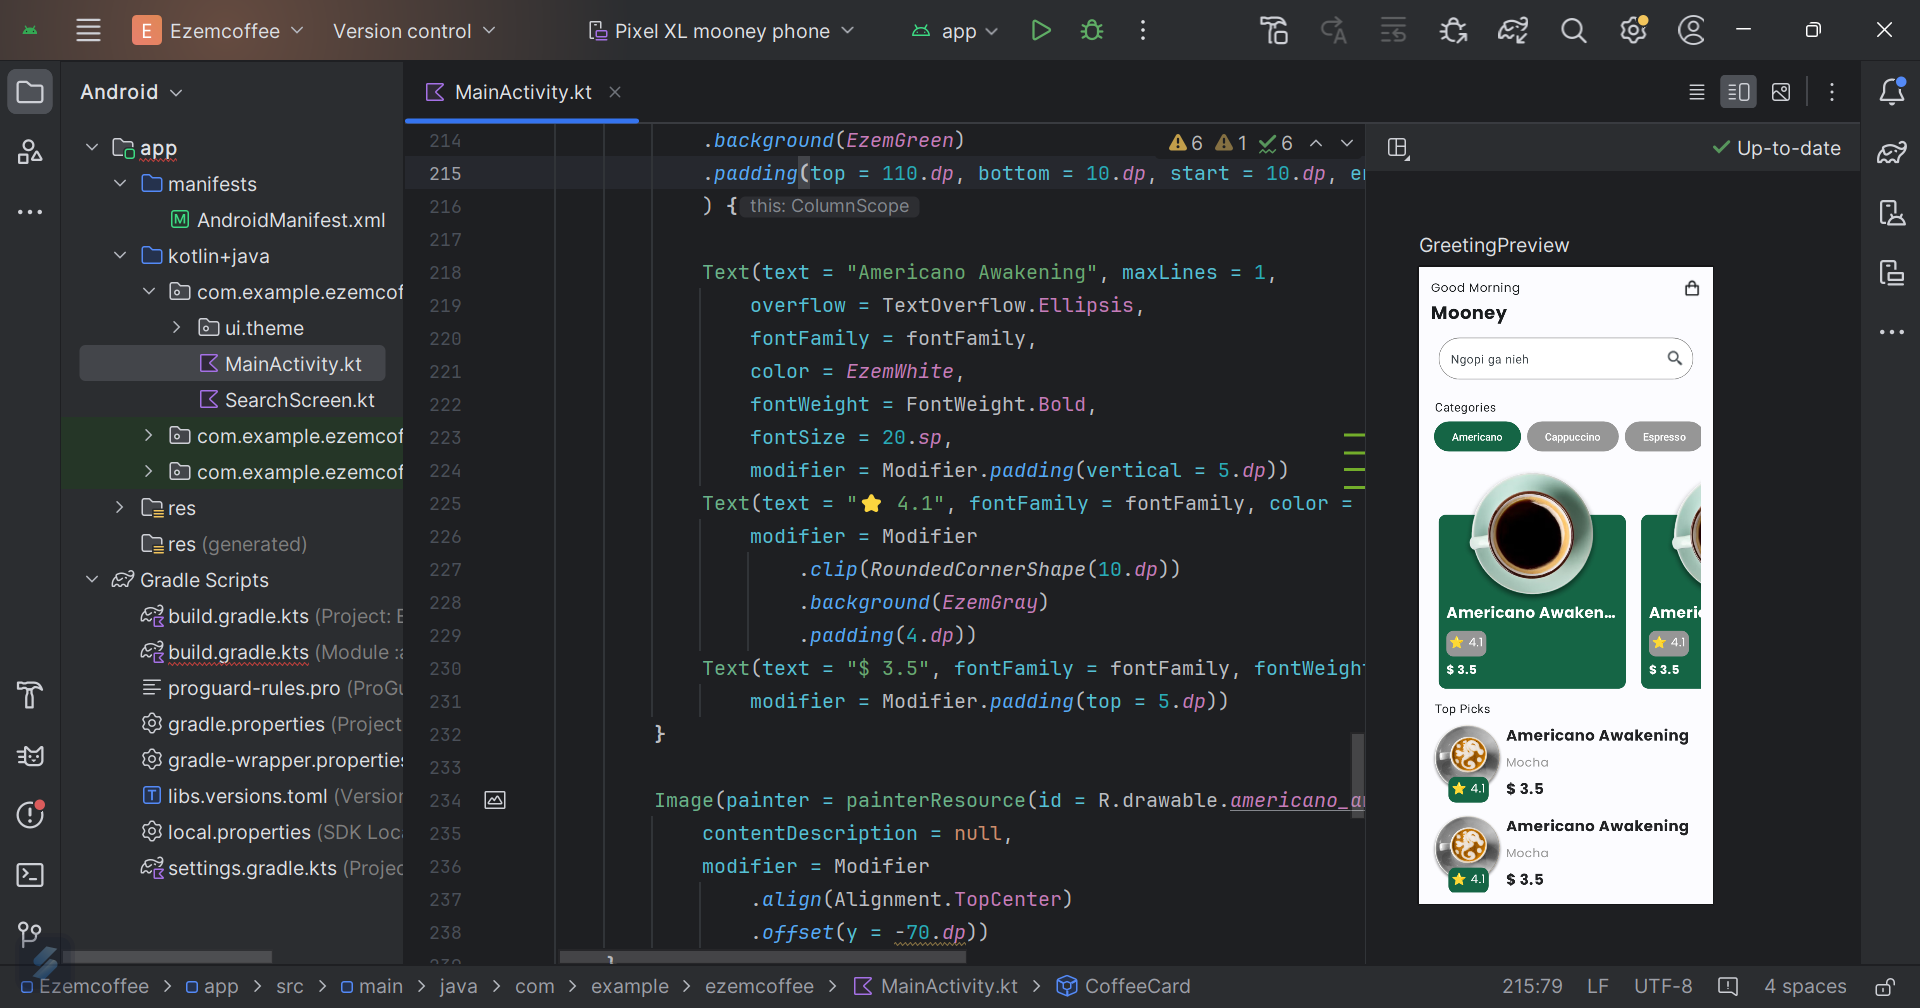 E Ezemcoffee Version control Pixel XL mooney phone app
Android
MainActivity.kt
app
manifests
AndroidManifest.xml
kotlin+java
com.example.ezemcof
ui.theme
MainActivity.kt
SearchScreen.kt
com.example.ezemcof
com.example.ezemcof
res
res (generated)
Gradle Scripts
build.gradle.kts (Project: E
build.gradle.kts (Module :a
proguard-rules.pro (ProGu
gradle.properties (Project
gradle-wrapper.properties
libs.versions.toml (Version
local.properties (SDK Loc
settings.gradle.kts (Projec
214 .background(EzemGreen)
6 1 6
215 .padding(top = 110.dp, bottom = 10.dp, start = 10.dp, en
216 ) { this: ColumnScope
217
218 Text(text = "Americano Awakening", maxLines = 1,
219 overflow = TextOverflow.Ellipsis,
220 fontFamily = fontFamily,
221 color = EzemWhite,
222 fontWeight = FontWeight.Bold,
223 fontSize = 20.sp,
224 modifier = Modifier.padding(vertical = 5.dp))
225 Text(text = "⭐ 4.1", fontFamily = fontFamily, color =
226 modifier = Modifier
227 .clip(RoundedCornerShape(10.dp))
228 .background(EzemGray)
229 .padding(4.dp))
230 Text(text = "$ 3.5", fontFamily = fontFamily, fontWeight
231 modifier = Modifier.padding(top = 5.dp))
232 }
233
234 Image(painter = painterResource(id = R.drawable.americano_a
235 contentDescription = null,
236 modifier = Modifier
237 .align(Alignment.TopCenter)
238 .offset(y = -70.dp))
Up-to-date
GreetingPreview
Good Morning
Mooney
Ngopi ga nieh
Categories
Americano Cappuccino Espresso
Americano Awaken... Ameri
⭐ 4.1 ⭐ 4.1
$ 3.5 $ 3.5
Top Picks
Americano Awakening
Mocha
⭐ 4.1 $ 3.5
Americano Awakening
Mocha
⭐ 4.1 $ 3.5
Ezemcoffee > app > src > main > java > com > example > ezemcoffee > MainActivity.kt > CoffeeCard 215:79 LF UTF-8 4 spaces